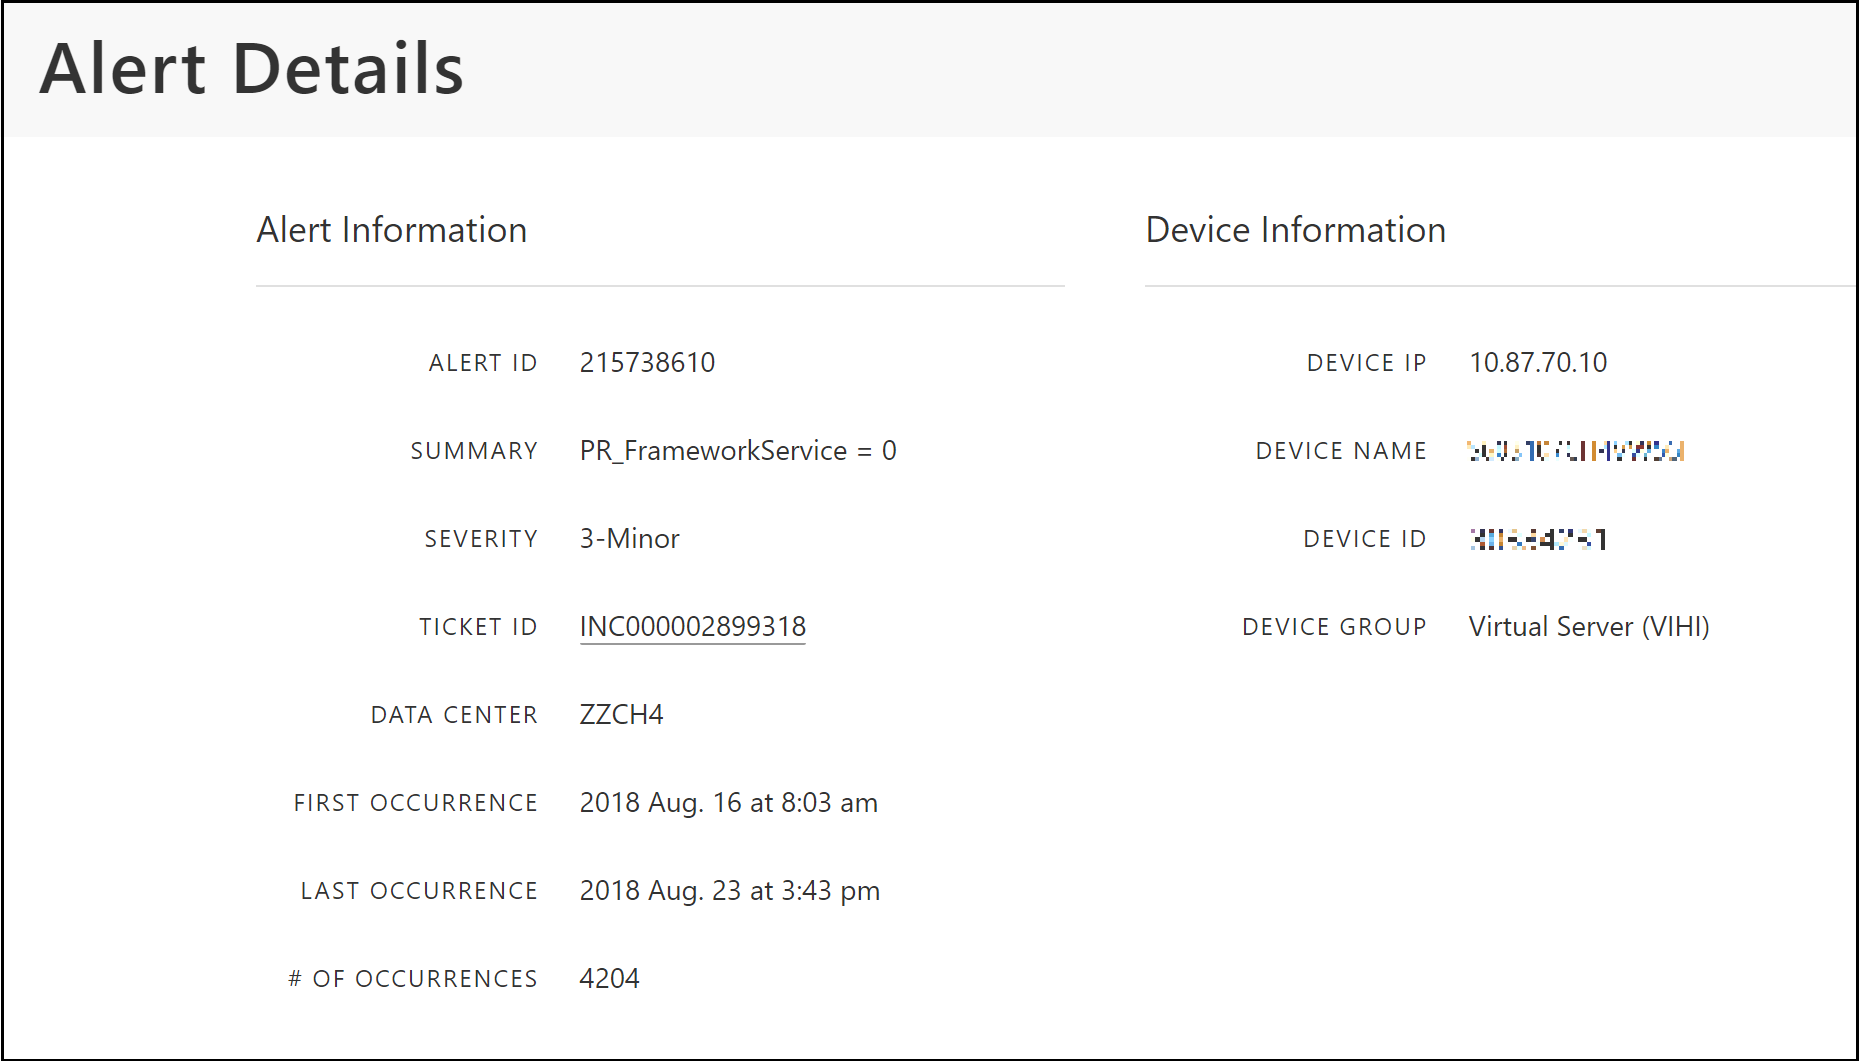 Alert Details
Alert Information
ALERT ID 215738610
SUMMARY PR_FrameworkService = 0
SEVERITY 3-Minor
TICKET ID INC000002899318
DATA CENTER ZZCH4
FIRST OCCURRENCE 2018 Aug. 16 at 8:03 am
LAST OCCURRENCE 2018 Aug. 23 at 3:43 pm
# OF OCCURRENCES 4204
Device Information
DEVICE IP 10.87.70.10
DEVICE NAME
DEVICE ID
DEVICE GROUP Virtual Server (VIHI)